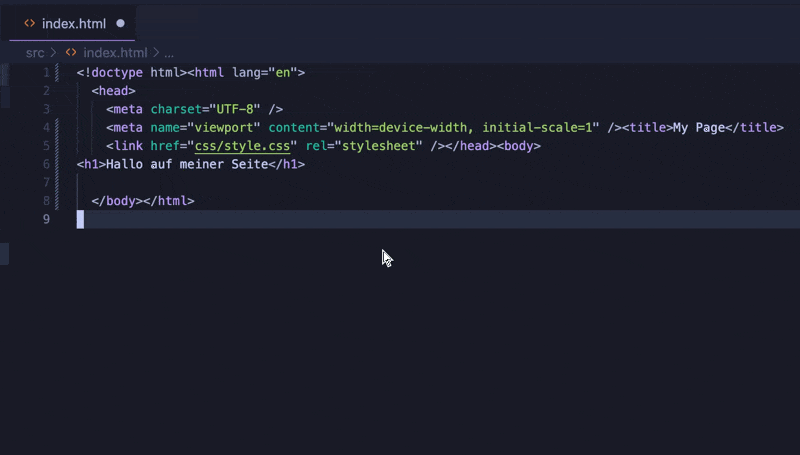 index.html
src > index.html > ...
1 <!doctype html><html lang="en">
2 <head>
3 <meta charset="UTF-8" />
4 <meta name="viewport" content="width=device-width, initial-scale=1" /><title>My Page</title>
5 <link href="css/style.css" rel="stylesheet" /></head><body>
6 <h1>Hallo auf meiner Seite</h1>
7
8 </body></html>
9